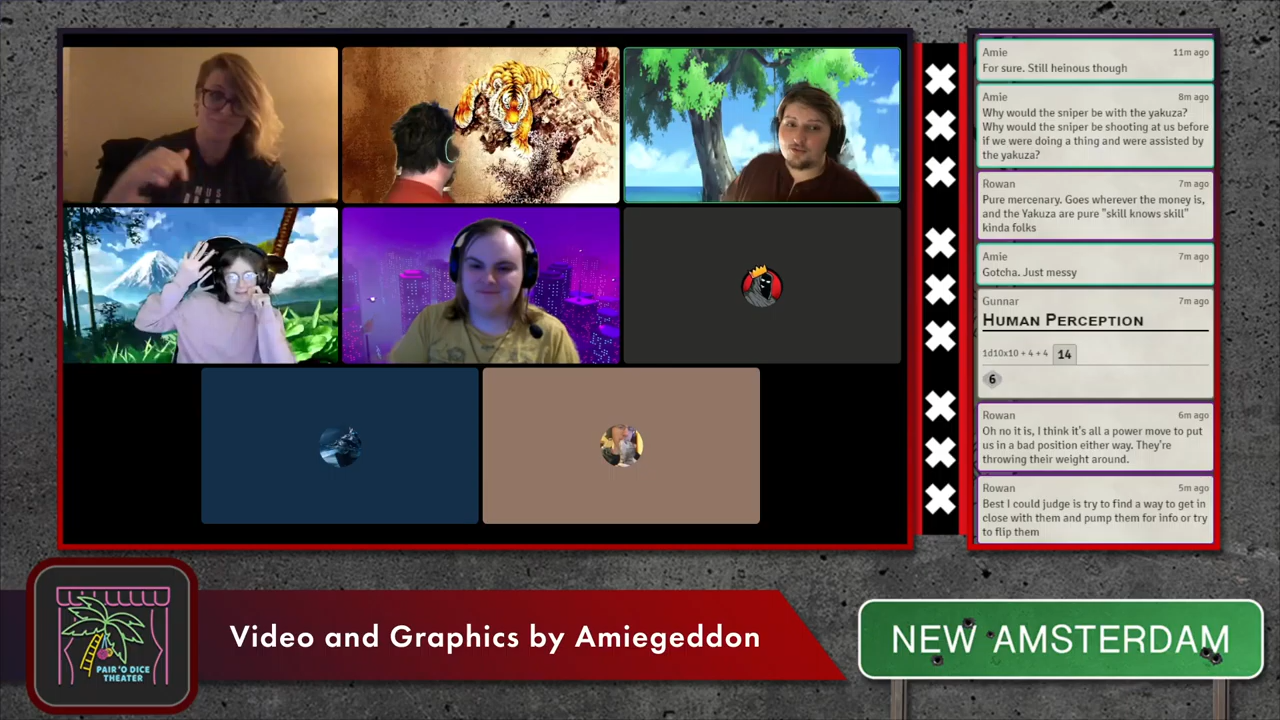 Amie 11m ago
For sure. Still heinous though
Amie 8m ago
Why would the sniper be with the yakuza?
Why would the sniper be shooting at us before
if we were doing a thing and were assisted by
the yakuza?
Rowan 7m ago
Pure mercenary. Goes wherever the money is,
and the Yakuza are pure "skill knows skill"
kinda folks
Amie 7m ago
Gotcha. Just messy
Gunnar 7m ago
Human Perception
1d10x10 + 4 + 4 14
6
Rowan 6m ago
Oh no it is, I think it's all a power move to put
us in a bad position either way. They're
throwing their weight around.
Rowan 5m ago
Best I could judge is try to find a way to get in
close with them and pump them for info or try
to flip them
PAIR'O DICE
THEATER
Video and Graphics by Amiegeddon
NEW AMSTERDAM